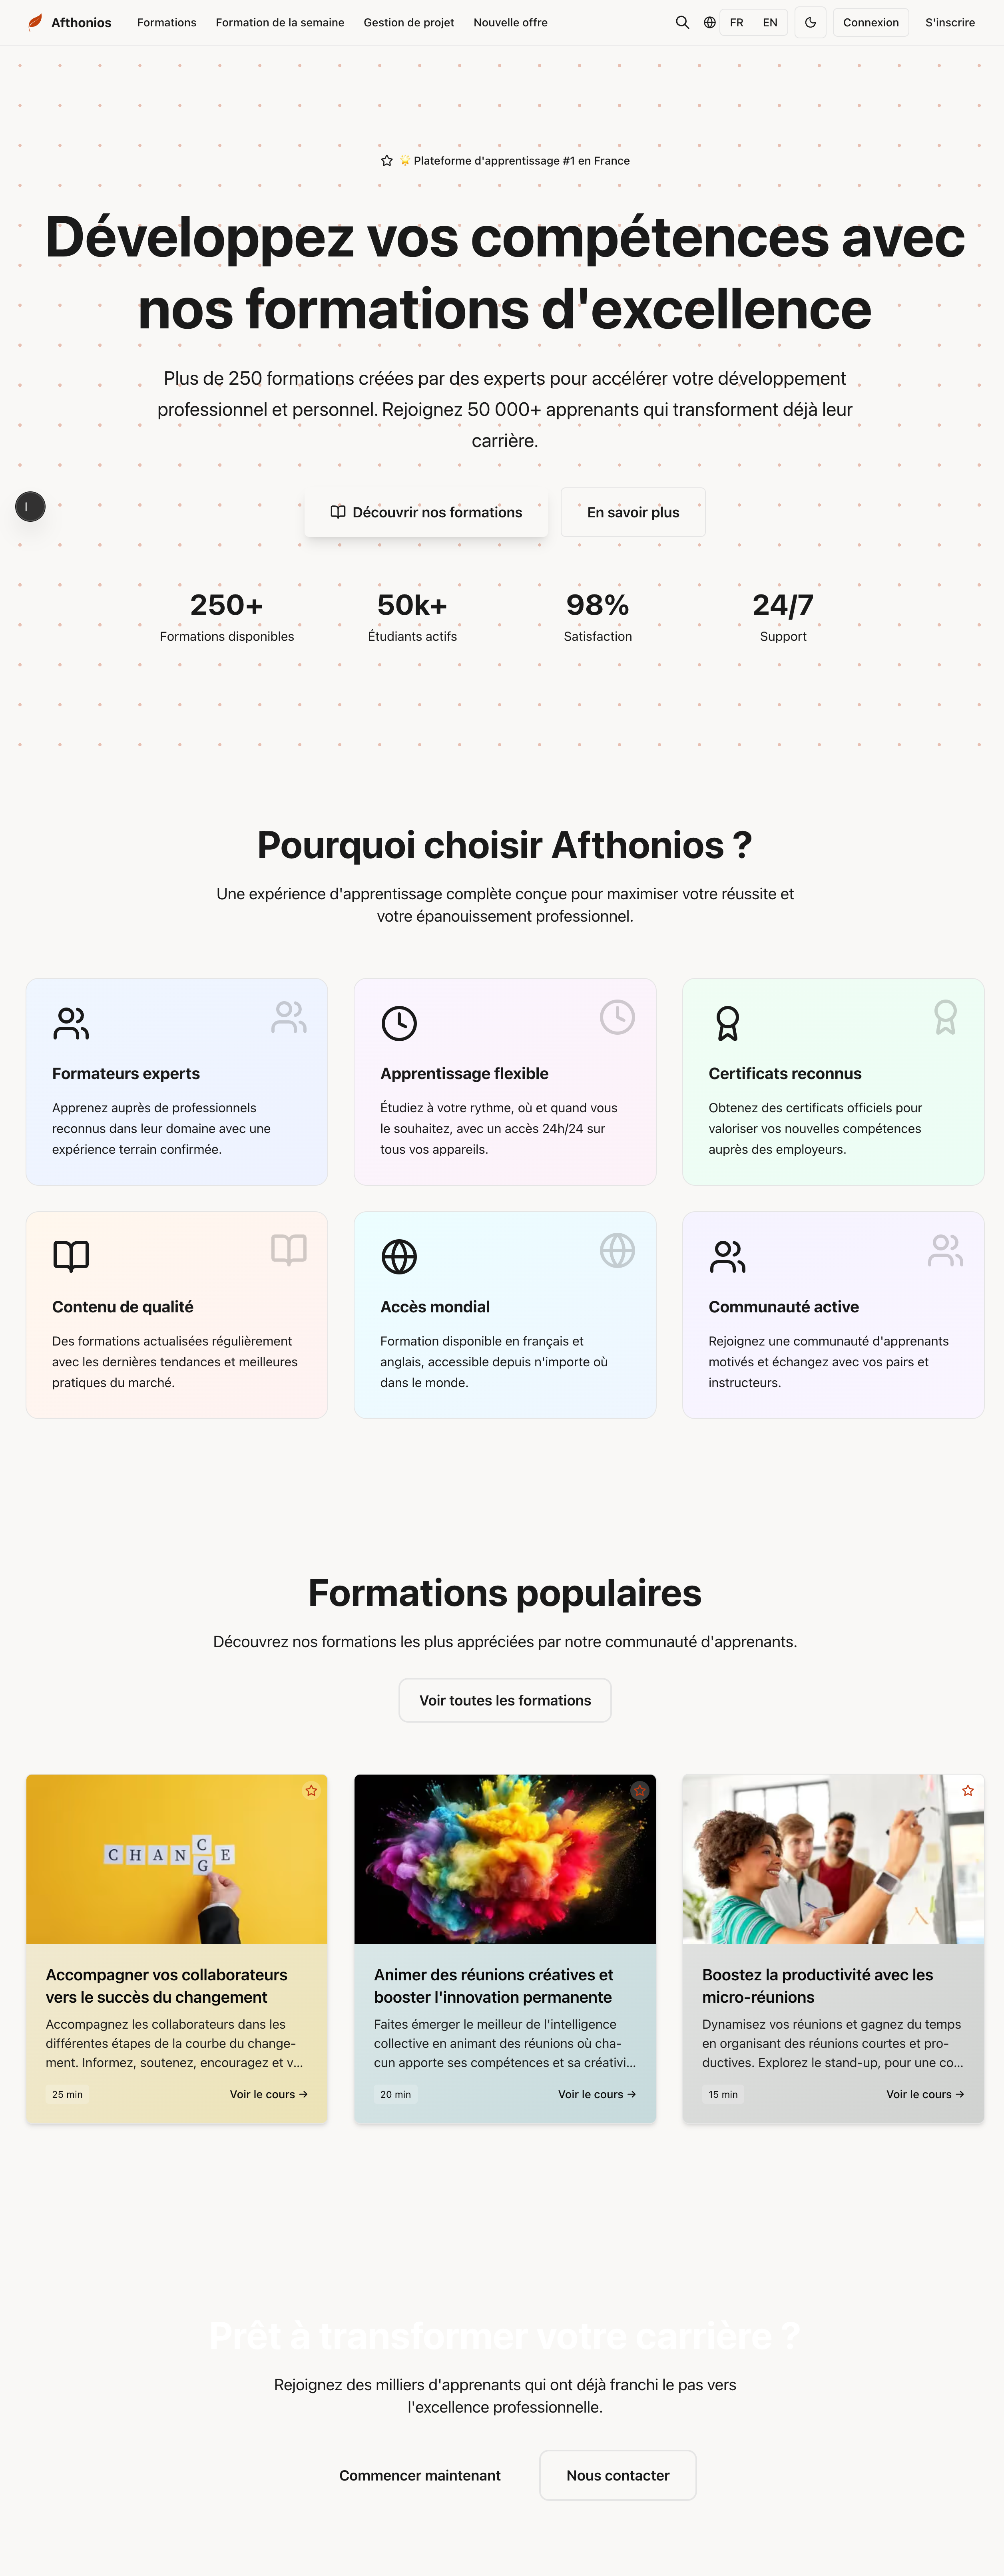 Afthonios
Formations
Formation de la semaine
Gestion de projet
Nouvelle offre
FR
EN
Connexion
S'inscrire
🌟 Plateforme d'apprentissage #1 en France
Développez vos compétences avec
nos formations d'excellence
Plus de 250 formations créées par des experts pour accélérer votre développement
professionnel et personnel. Rejoignez 50 000+ apprenants qui transforment déjà leur
carrière.
Découvrir nos formations
En savoir plus
250+
Formations disponibles
50k+
Étudiants actifs
98%
Satisfaction
24/7
Support
Pourquoi choisir Afthonios ?
Une expérience d'apprentissage complète conçue pour maximiser votre réussite et
votre épanouissement professionnel.
Formateurs experts
Apprenez auprès de professionnels
reconnus dans leur domaine avec une
expérience terrain confirmée.
Apprentissage flexible
Étudiez à votre rythme, où et quand vous
le souhaitez, avec un accès 24h/24 sur
tous vos appareils.
Certificats reconnus
Obtenez des certificats officiels pour
valoriser vos nouvelles compétences
auprès des employeurs.
Contenu de qualité
Des formations actualisées régulièrement
avec les dernières tendances et meilleures
pratiques du marché.
Accès mondial
Formation disponible en français et
anglais, accessible depuis n'importe où
dans le monde.
Communauté active
Rejoignez une communauté d'apprenants
motivés et échangez avec vos pairs et
instructeurs.
Formations populaires
Découvrez nos formations les plus appréciées par notre communauté d'apprenants.
Voir toutes les formations
C H A N C E
G
Accompagner vos collaborateurs
vers le succès du changement
Accompagnez les collaborateurs dans les
différentes étapes de la courbe du change-
ment. Informez, soutenez, encouragez et v...
25 min
Voir le cours →
Animer des réunions créatives et
booster l'innovation permanente
Faites émerger le meilleur de l'intelligence
collective en animant des réunions où cha-
cun apporte ses compétences et sa créativi...
20 min
Voir le cours →
Boostez la productivité avec les
micro-réunions
Dynamisez vos réunions et gagnez du temps
en organisant des réunions courtes et pro-
ductives. Explorez le stand-up, pour une co...
15 min
Voir le cours →
Prêt à transformer votre carrière ?
Rejoignez des milliers d'apprenants qui ont déjà franchi le pas vers
l'excellence professionnelle.
Commencer maintenant
Nous contacter